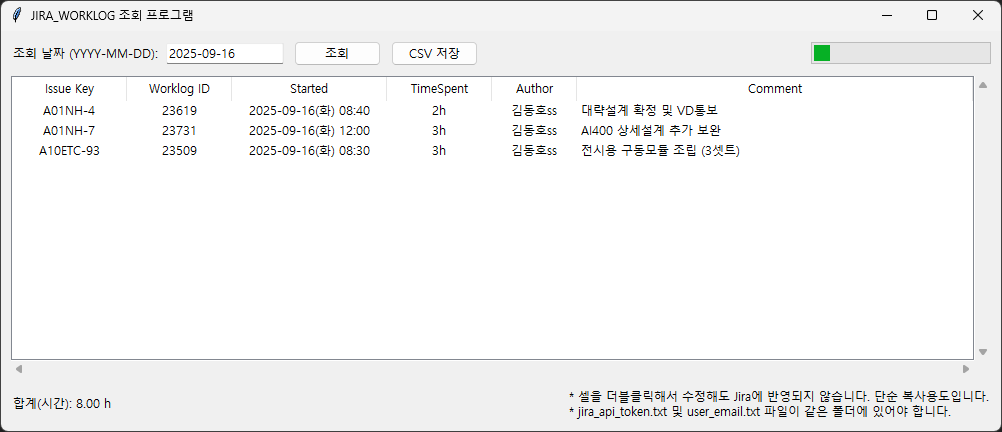 JIRA_WORKLOG 조회 프로그램
조회 날짜 (YYYY-MM-DD): 2025-09-16 조회 CSV 저장
Issue Key Worklog ID Started TimeSpent Author Comment
A01NH-4 23619 2025-09-16(화) 08:40 2h 김동호ss 대략설계 확정 및 VD통보
A01NH-7 23731 2025-09-16(화) 12:00 3h 김동호ss AI400 상세설계 추가 보완
A10ETC-93 23509 2025-09-16(화) 08:30 3h 김동호ss 전시용 구동모듈 조립 (3셋트)
합계(시간): 8.00 h
* 셀을 더블클릭해서 수정해도 Jira에 반영되지 않습니다. 단순 복사용도입니다.
* jira_api_token.txt 및 user_email.txt 파일이 같은 폴더에 있어야 합니다.